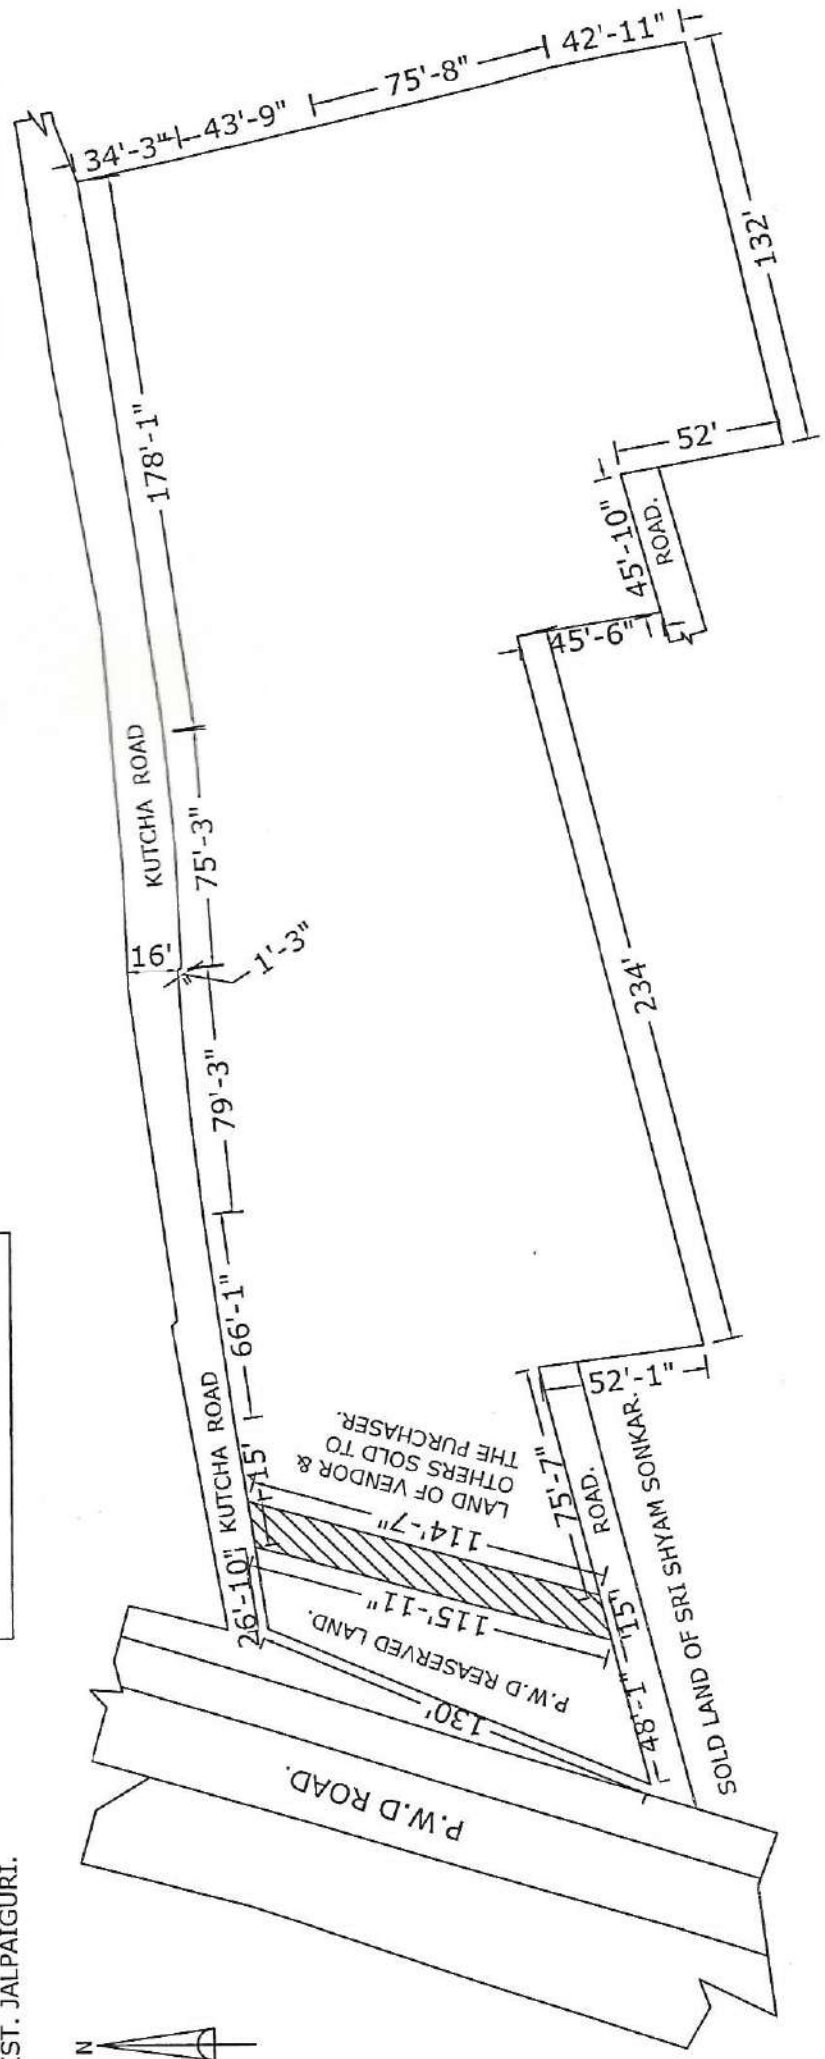 ST. JALPAIGURI.
N
34'-3"
43'-9"
75'-8"
42'-11"
178'-1"
132'
KUTCHA ROAD
52'
45'-10"
ROAD.
45'-6"
75'-3"
16'
1'-3"
79'-3"
234'
66'-1"
KUTCHA ROAD
15'
26'-10"
52'-1"
LAND OF VENDOR &
OTHERS SOLD TO
THE PURCHASER.
114'-7"
75'-7"
ROAD.
115'-11"
15'
P.W.D REASERVED LAND.
48'-1"
130'
SOLD LAND OF SRI SHYAM SONKAR.
P.W.D ROAD.